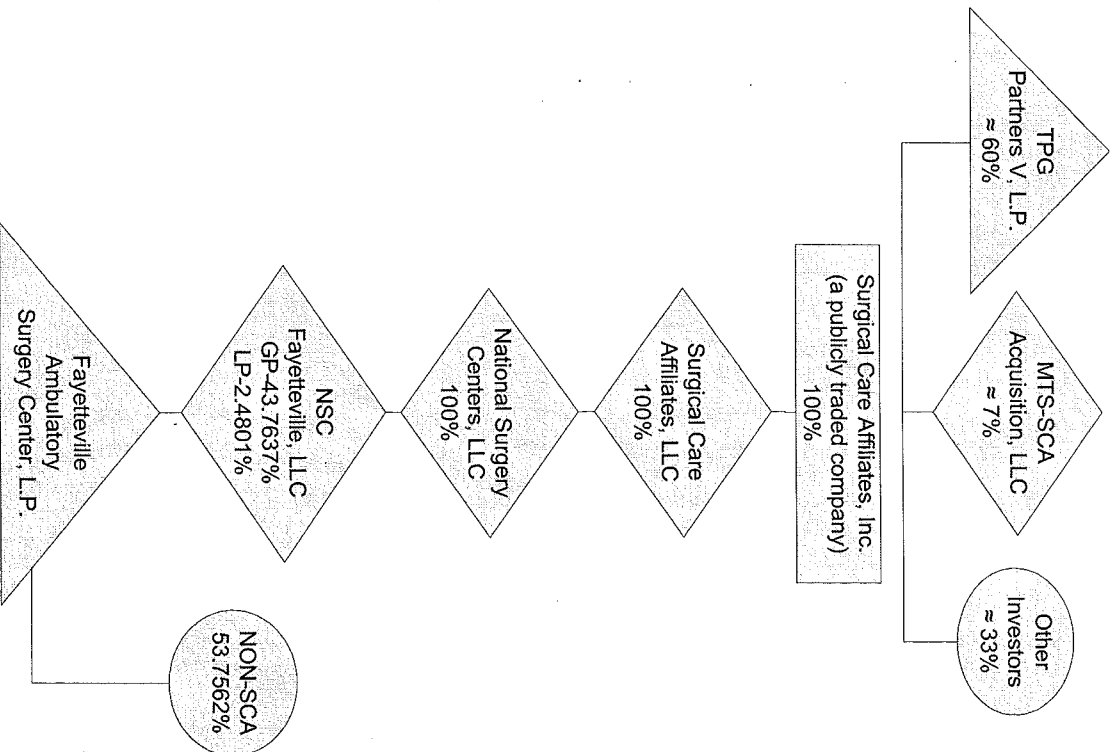 TPG
Partners V, L.P.
≈ 60%
MTS-SCA
Acquisition, LLC
≈ 7%
Other
Investors
≈ 33%
Surgical Care Affiliates, Inc.
(a publicly traded company)
100%
Surgical Care
Affiliates, LLC
100%
National Surgery
Centers, LLC
100%
NSC
Fayetteville, LLC
GP-43.7637%
LP-2.4801%
Fayetteville
Ambulatory
Surgery Center, L.P.
NON-SCA
53.7562%